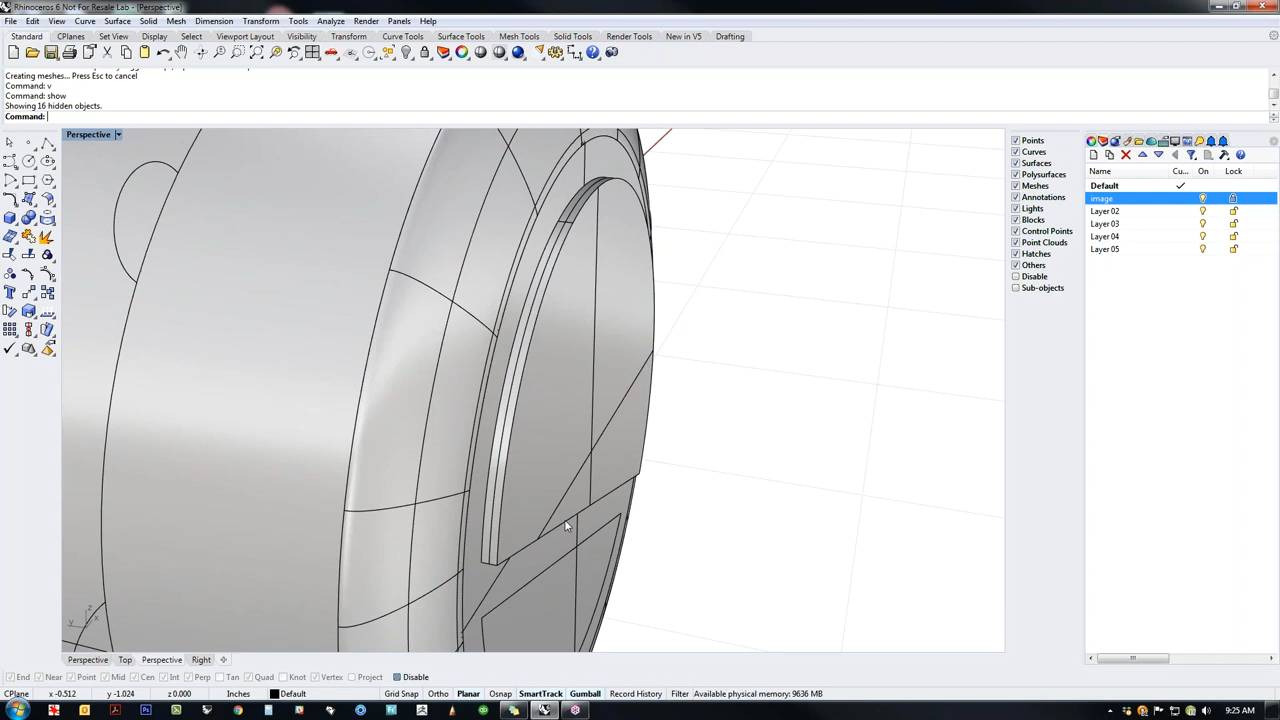 Rhinoceros 6 Not For Resale Lab - [Perspective]
File Edit View Curve Surface Solid Mesh Dimension Transform Tools Analyze Render Panels Help
Standard CPlanes Set View Display Select Viewport Layout Visibility Transform Curve Tools Surface Tools Mesh Tools Solid Tools Render Tools New in V5 Drafting
Creating meshes... Press Esc to cancel
Command: v
Command: show
Showing 16 hidden objects.
Command:
Perspective
Points
Curves
Surfaces
Polysurfaces
Meshes
Annotations
Lights
Blocks
Control Points
Point Clouds
Hatches
Others
Disable
Sub-objects
Name Cu... On Lock
Default
image
Layer 02
Layer 03
Layer 04
Layer 05
z
y
x
Perspective Top Perspective Right
End Near Point Mid Cen Int Perp Tan Quad Knot Vertex Project Disable
CPlane x -0.512 y -1.024 z 0.000 Inches Default Grid Snap Ortho Planar Osnap SmartTrack Gumball Record History Filter Available physical memory: 9636 MB
9:25 AM